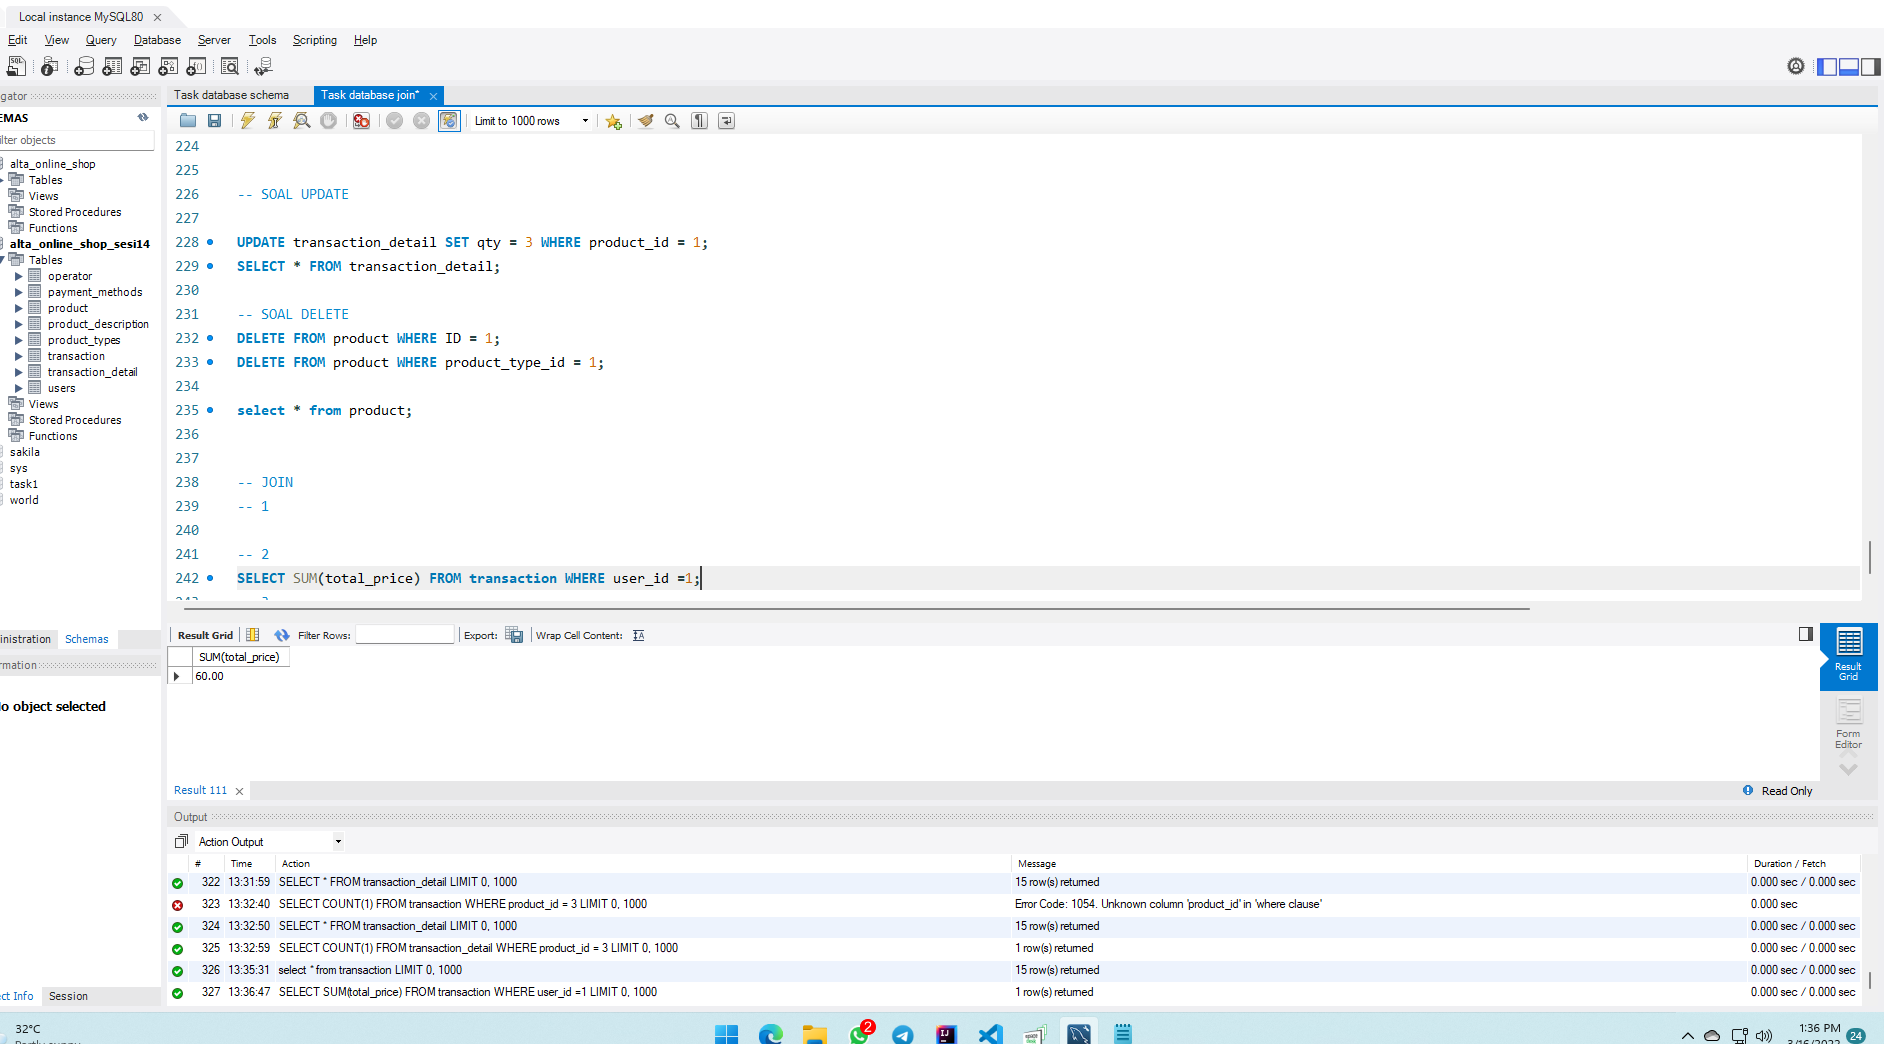 Local instance MySQL80
Edit View Query Database Server Tools Scripting Help
Task database schema Task database join*
Limit to 1000 rows
EMAS
alta_online_shop
Tables
Views
Stored Procedures
Functions
alta_online_shop_sesi14
Tables
operator
payment_methods
product
product_description
product_types
transaction
transaction_detail
users
Views
Stored Procedures
Functions
sakila
sys
task1
world
inistration Schemas
rmation
o object selected
ct Info Session
224
225
226 -- SOAL UPDATE
227
228 UPDATE transaction_detail SET qty = 3 WHERE product_id = 1;
229 SELECT * FROM transaction_detail;
230
231 -- SOAL DELETE
232 DELETE FROM product WHERE ID = 1;
233 DELETE FROM product WHERE product_type_id = 1;
234
235 select * from product;
236
237
238 -- JOIN
239 -- 1
240
241 -- 2
242 SELECT SUM(total_price) FROM transaction WHERE user_id =1;
Result Grid Filter Rows: Export: Wrap Cell Content:
SUM(total_price)
60.00
Result Grid
Form Editor
Result 111
Read Only
Output
Action Output
# Time Action Message Duration / Fetch
322 13:31:59 SELECT * FROM transaction_detail LIMIT 0, 1000 15 row(s) returned 0.000 sec / 0.000 sec
323 13:32:40 SELECT COUNT(1) FROM transaction WHERE product_id = 3 LIMIT 0, 1000 Error Code: 1054. Unknown column 'product_id' in 'where clause' 0.000 sec
324 13:32:50 SELECT * FROM transaction_detail LIMIT 0, 1000 15 row(s) returned 0.000 sec / 0.000 sec
325 13:32:59 SELECT COUNT(1) FROM transaction_detail WHERE product_id = 3 LIMIT 0, 1000 1 row(s) returned 0.000 sec / 0.000 sec
326 13:35:31 select * from transaction LIMIT 0, 1000 15 row(s) returned 0.000 sec / 0.000 sec
327 13:36:47 SELECT SUM(total_price) FROM transaction WHERE user_id =1 LIMIT 0, 1000 1 row(s) returned 0.000 sec / 0.000 sec
32°C
2
1:36 PM
24